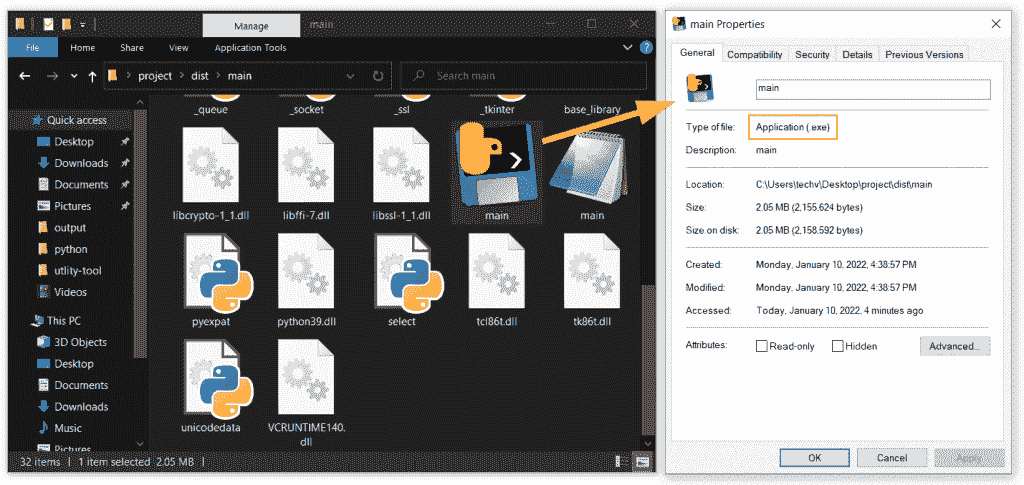 Manage
main
File
Home
Share
View
Application Tools
project
dist
main
Search main
Quick access
Desktop
Downloads
Documents
Pictures
output
python
utlity-tool
Videos
This PC
3D Objects
Desktop
Documents
Downloads
Music
Pictures
_queue
_socket
_ssl
_tkinter
base_library
libcrypto-1_1.dll
libffi-7.dll
libssl-1_1.dll
main
main
pyexpat
python39.dll
select
tcl86t.dll
tk86t.dll
unicodedata
VCRUNTIME140.
dll
32 items
1 item selected 2.05 MB
main Properties
General
Compatibility
Security
Details
Previous Versions
main
Type of file: Application (.exe)
Description: main
Location: C:\Users\techv\Desktop\project\dist\main
Size: 2.05 MB (2,155,624 bytes)
Size on disk: 2.05 MB (2,158,592 bytes)
Created: Monday, January 10, 2022, 4:38:57 PM
Modified: Monday, January 10, 2022, 4:38:57 PM
Accessed: Today, January 10, 2022, 4 minutes ago
Attributes: Read-only Hidden Advanced...
OK Cancel Apply